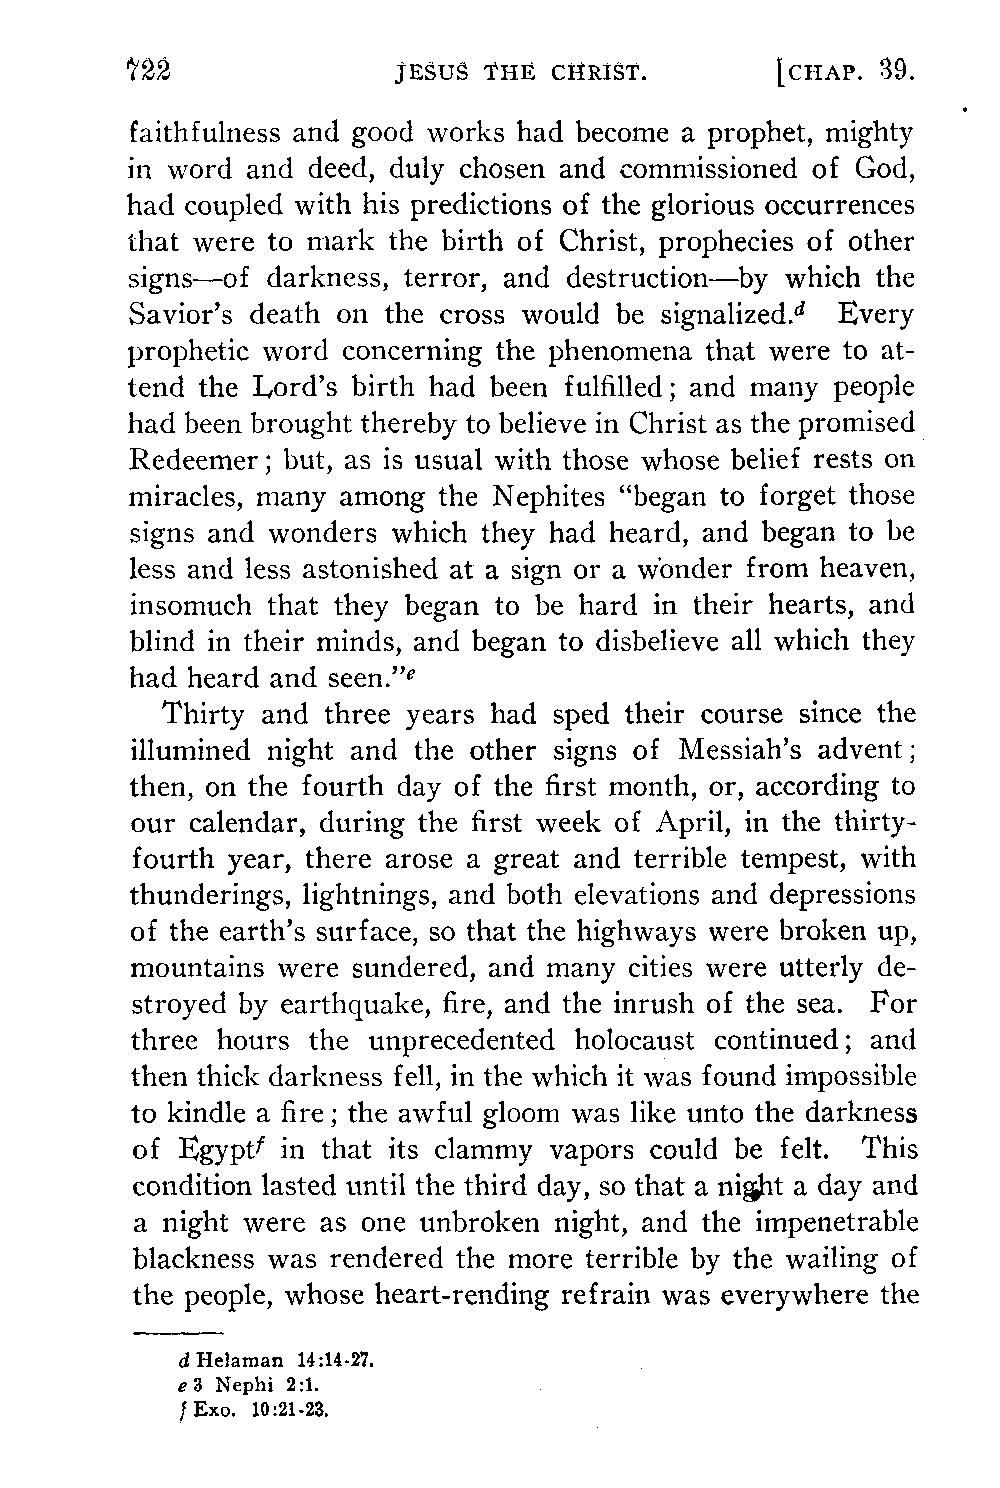 722 JESUS THE CHRIST. [CHAP. 39.
faithfulness and good works had become a prophet, mighty
in word and deed, duly chosen and commissioned of God,
had coupled with his predictions of the glorious occurrences
that were to mark the birth of Christ, prophecies of other
signs—of darkness, terror, and destruction—by which the
Savior's death on the cross would be signalized.d Every
prophetic word concerning the phenomena that were to at-
tend the Lord's birth had been fulfilled; and many people
had been brought thereby to believe in Christ as the promised
Redeemer; but, as is usual with those whose belief rests on
miracles, many among the Nephites “began to forget those
signs and wonders which they had heard, and began to be
less and less astonished at a sign or a wonder from heaven,
insomuch that they began to be hard in their hearts, and
blind in their minds, and began to disbelieve all which they
had heard and seen.”e
Thirty and three years had sped their course since the
illumined night and the other signs of Messiah's advent;
then, on the fourth day of the first month, or, according to
our calendar, during the first week of April, in the thirty-
fourth year, there arose a great and terrible tempest, with
thunderings, lightnings, and both elevations and depressions
of the earth's surface, so that the highways were broken up,
mountains were sundered, and many cities were utterly de-
stroyed by earthquake, fire, and the inrush of the sea. For
three hours the unprecedented holocaust continued; and
then thick darkness fell, in the which it was found impossible
to kindle a fire; the awful gloom was like unto the darkness
of Egyptf in that its clammy vapors could be felt. This
condition lasted until the third day, so that a night a day and
a night were as one unbroken night, and the impenetrable
blackness was rendered the more terrible by the wailing of
the people, whose heart-rending refrain was everywhere the
d Helaman 14:14-27.
e 3 Nephi 2:1.
f Exo. 10:21-23.